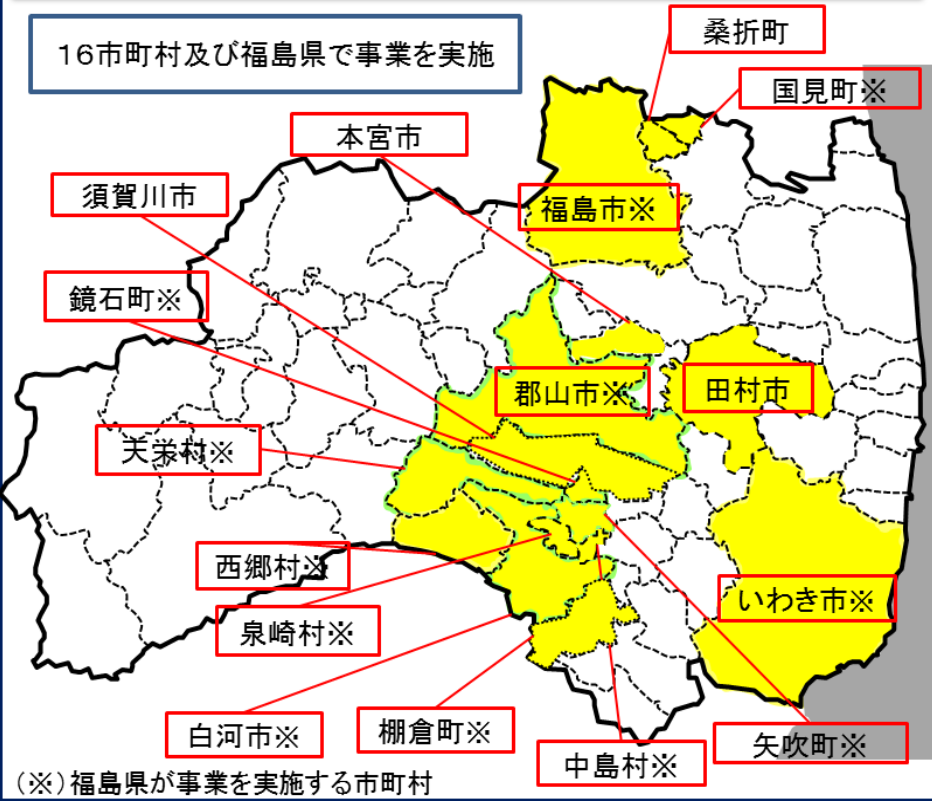 16市町村及び福島県で事業を実施
桑折町
国見町※
本宮市
須賀川市
福島市※
鏡石町※
郡山市※
田村市
天栄村※
西郷村※
いわき市※
泉崎村※
白河市※
棚倉町※
中島村※
矢吹町※
(※)福島県が事業を実施する市町村